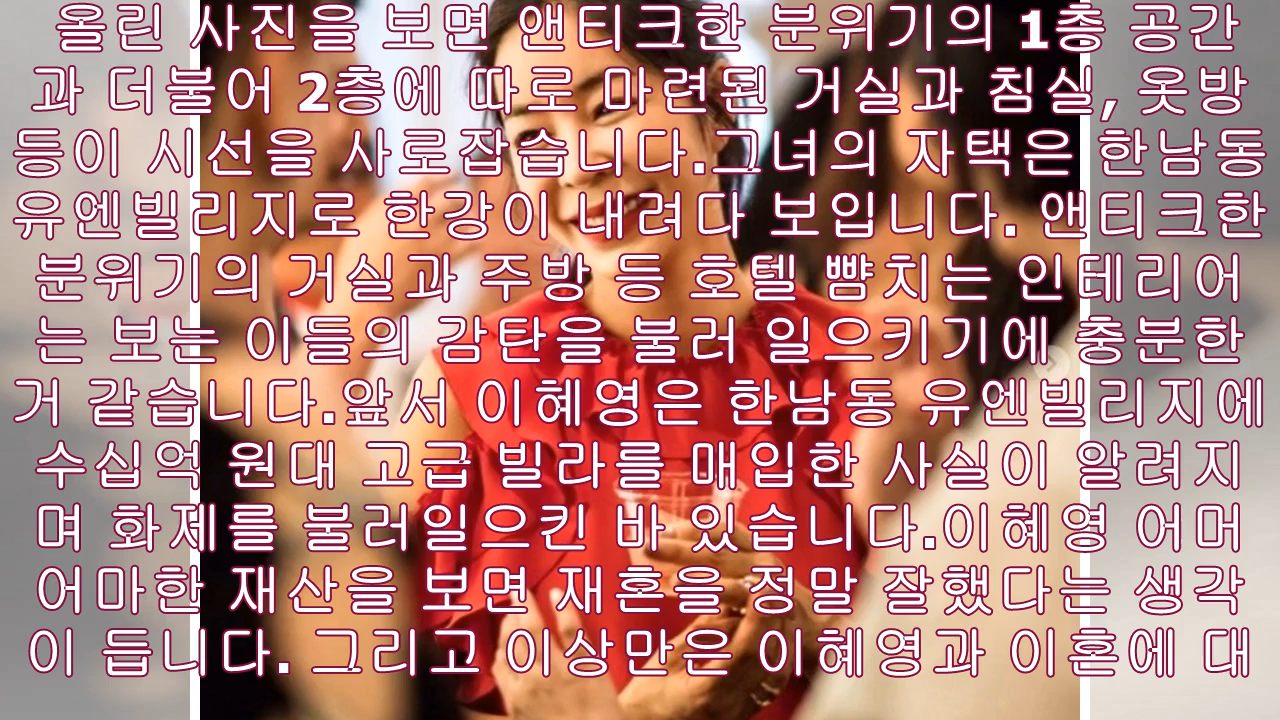 올린 사진을 보면 앤티크한 분위기의 1층 공간
과 더불어 2층에 따로 마련된 거실과 침실, 옷방
등이 시선을 사로잡습니다.그녀의 자택은 한남동
유엔빌리지로 한강이 내려다 보입니다. 앤티크한
분위기의 거실과 주방 등 호텔 뺨치는 인테리어
는 보는 이들의 감탄을 불러 일으키기에 충분한
거 같습니다.앞서 이혜영은 한남동 유엔빌리지에
수십억 원대 고급 빌라를 매입한 사실이 알려지
며 화제를 불러일으킨 바 있습니다.이혜영 어머
어마한 재산을 보면 재혼을 정말 잘했다는 생각
이 듭니다. 그리고 이상만은 이혜영과 이혼에 대